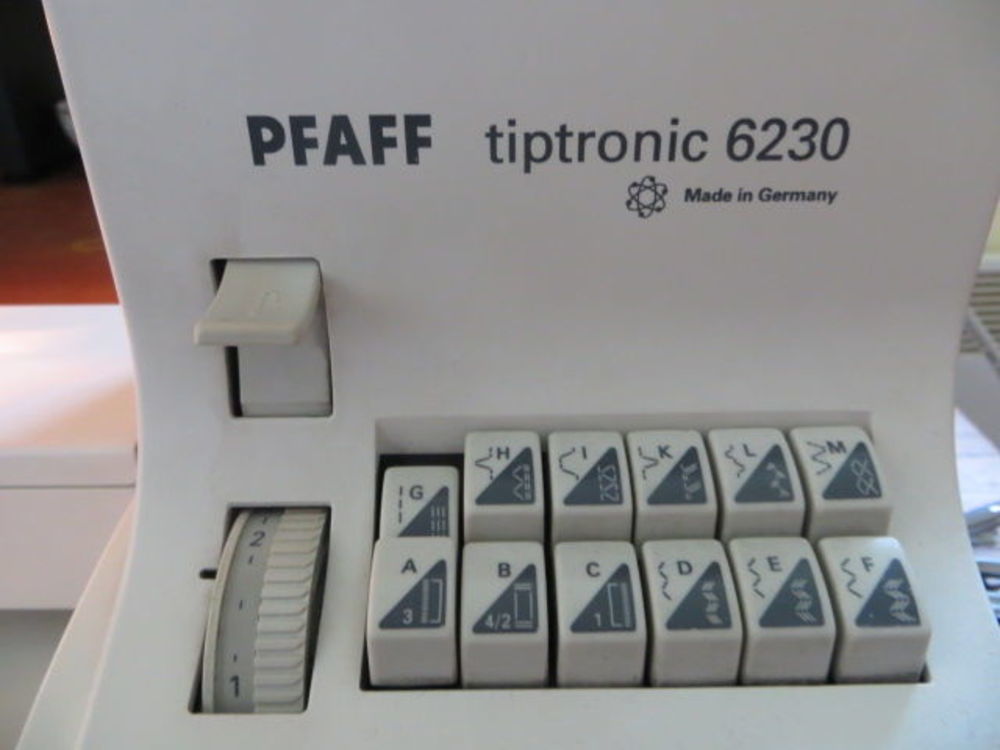 PFAFF tiptronic 6230
Made in Germany
H I K L M
G
A B C D E F
3 4/2 1
2
1